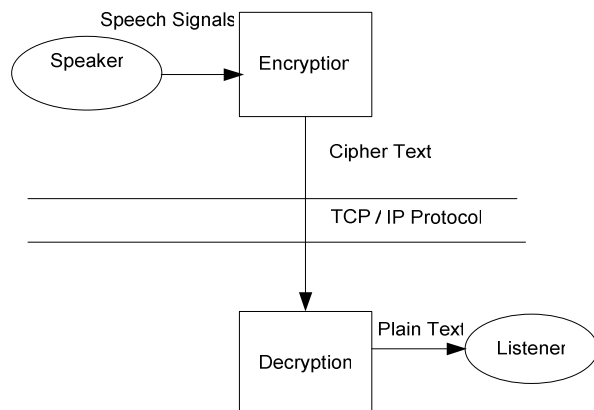 Speech Signals
Speaker
Encryption
Cipher Text
TCP / IP Protocol
Plain Text
Decryption
Listener